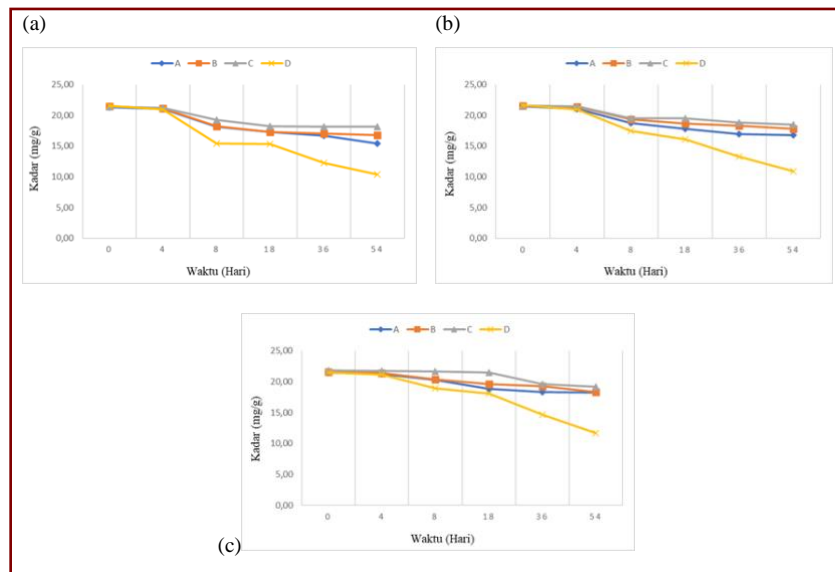 (a)
A B C D
25,00
20,00
15,00
10,00
5,00
0,00
Kadar (mg/g)
0 4 8 18 36 54
Waktu (Hari)
(b)
A B C D
25,00
20,00
15,00
10,00
5,00
0,00
Kadar (mg/g)
0 4 8 18 36 54
Waktu (Hari)
A B C D
25,00
20,00
15,00
10,00
5,00
0,00
Kadar (mg/g)
0 4 8 18 36 54
Waktu (Hari)
(c)